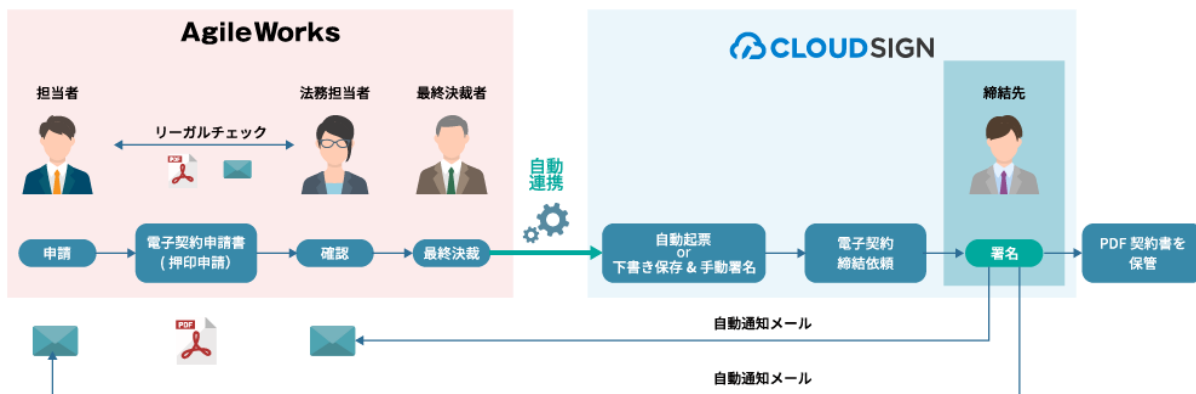 AgileWorks
CLOUDSIGN
担当者
法務担当者
最終決裁者
締結先
リーガルチェック
PDF
自動
連携
申請
電子契約申請書
( 押印申請）
確認
最終決裁
自動起票
or
下書き保存 & 手動署名
電子契約
締結依頼
署名
PDF 契約書を
保管
PDF
自動通知メール
自動通知メール